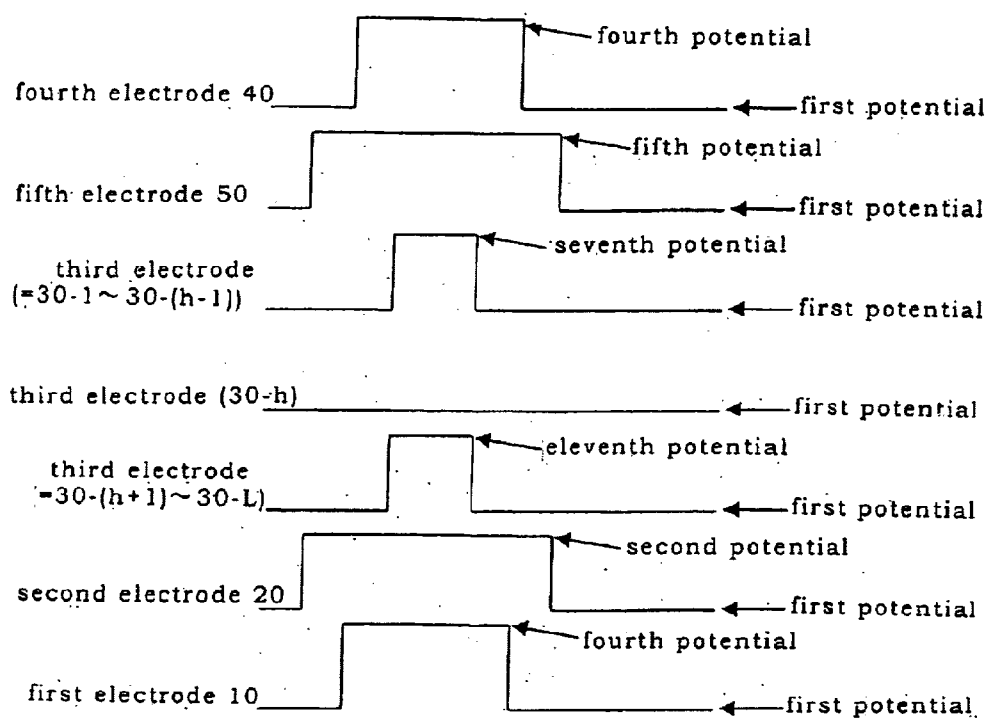 fourth potential
fourth electrode 40
first potential
fifth potential
fifth electrode 50
first potential
seventh potential
third electrode
(=30-1~30-(h-1))
first potential
third electrode (30-h)
first potential
eleventh potential
third electrode
=30-(h+1)~30-L)
first potential
second potential
second electrode 20
first potential
fourth potential
first electrode 10
first potential